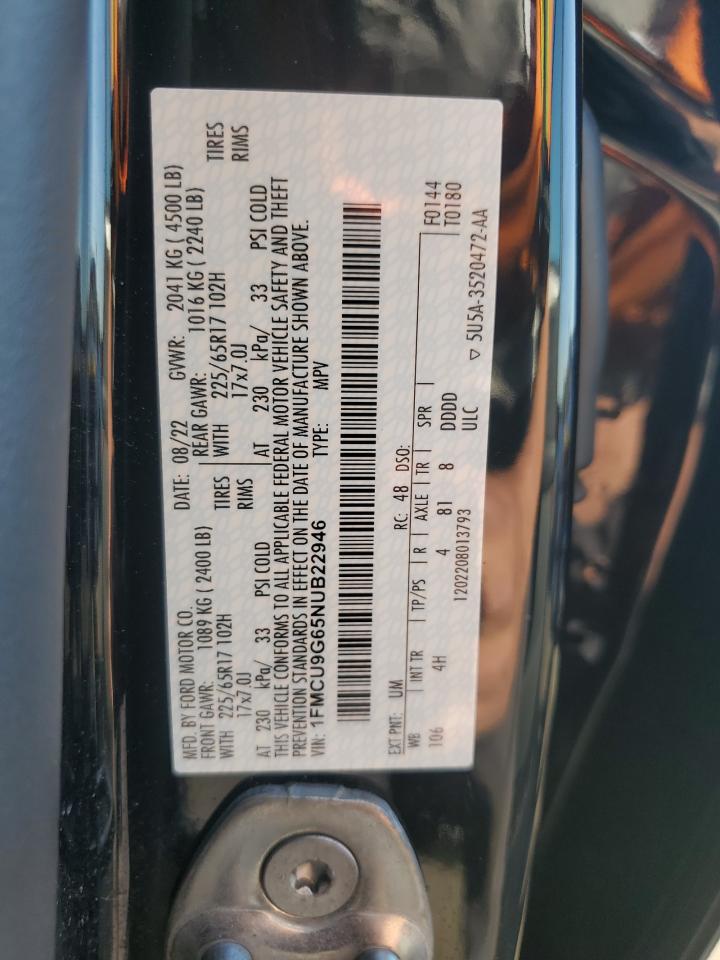 MFD. BY FORD MOTOR CO. DATE: 08/22 GVWR: 2041 KG ( 4500 LB)
FRONT GAWR: 1089 KG ( 2400 LB) REAR GAWR: 1016 KG ( 2240 LB)
WITH 225/65R17 102H TIRES WITH 225/65R17 102H TIRES
17x7.0J RIMS 17x7.0J RIMS
AT 230 kPa/ 33 PSI COLD AT 230 kPa/ 33 PSI COLD
THIS VEHICLE CONFORMS TO ALL APPLICABLE FEDERAL MOTOR VEHICLE SAFETY AND THEFT
PREVENTION STANDARDS IN EFFECT ON THE DATE OF MANUFACTURE SHOWN ABOVE.
VIN: 1FMCU9G65NUB22946 TYPE: MPV
EXT PNT: UM RC: 48 DSO:
WB INT TR TP/PS R AXLE TR SPR F0144
106 4H 4 81 8 DDDD T0180
1202208013793 ULC
▽ 5U5A-3520472-AA